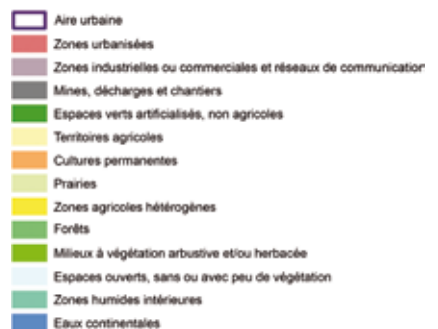 Aire urbaine
Zones urbanisées
Zones industrielles ou commerciales et réseaux de communication
Mines, décharges et chantiers
Espaces verts artificialisés, non agricoles
Territoires agricoles
Cultures permanentes
Prairies
Zones agricoles hétérogènes
Forêts
Milieux à végétation arbustive et/ou herbacée
Espaces ouverts, sans ou avec peu de végétation
Zones humides intérieures
Eaux continentales